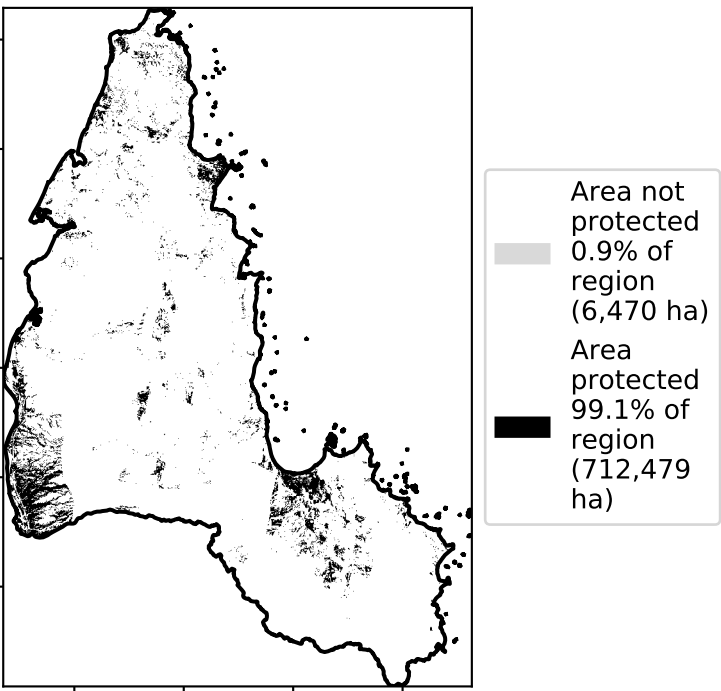 Area not
protected
0.9% of
region
(6,470 ha)
Area
protected
99.1% of
region
(712,479
ha)